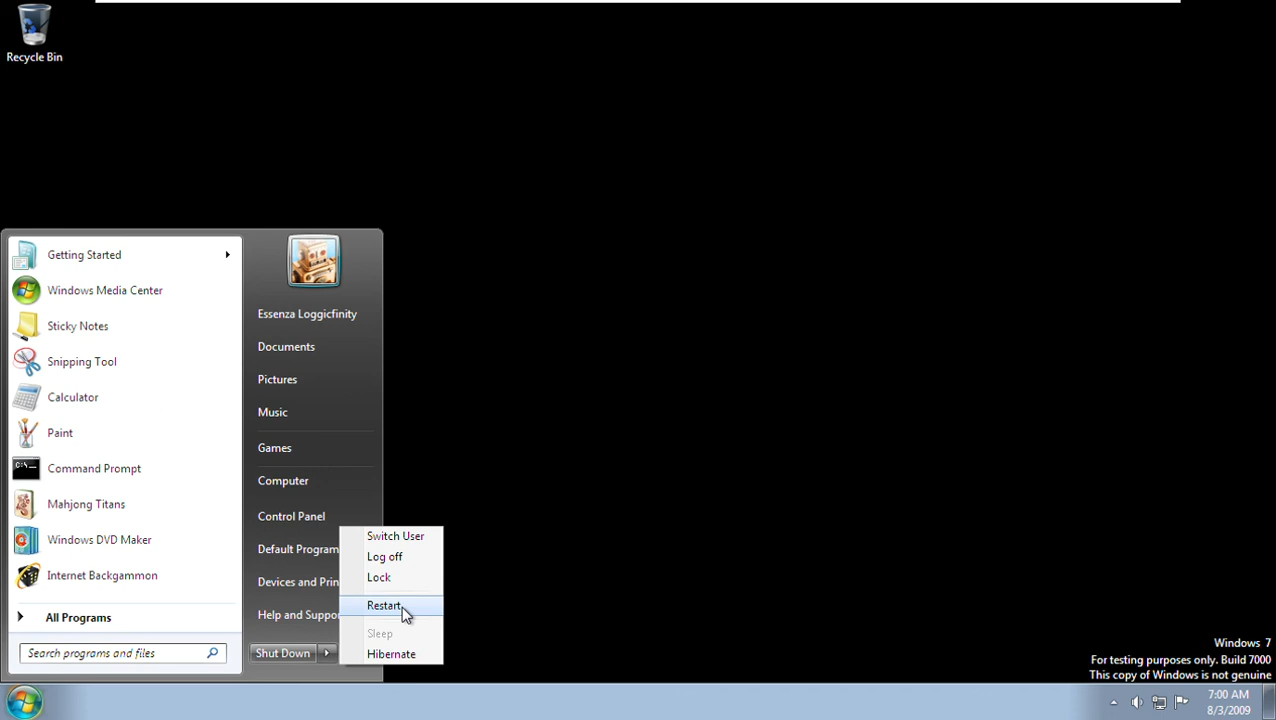 Recycle Bin
Getting Started
Windows Media Center
Sticky Notes
Snipping Tool
Calculator
Paint
Command Prompt
Mahjong Titans
Windows DVD Maker
Internet Backgammon
All Programs
Search programs and files
Essenza Loggicfinity
Documents
Pictures
Music
Games
Computer
Control Panel
Default Program
Devices and Prin
Help and Suppo
Shut Down
Switch User
Log off
Lock
Restart
Sleep
Hibernate
Windows 7
For testing purposes only. Build 7000
This copy of Windows is not genuine
7:00 AM
8/3/2009